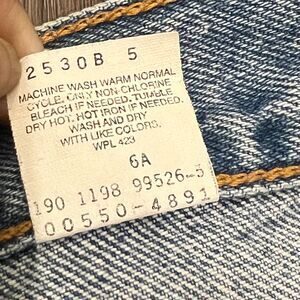 2530B 5
MACHINE WASH WARM NORMAL
CYCLE. ONLY NON-CHLORINE
BLEACH IF NEEDED. TUMBLE
DRY HOT. HOT IRON IF NEEDED.
WASH AND DRY
WITH LIKE COLORS.
WPL 423
6A
190 1198 99526-5
00550-4891